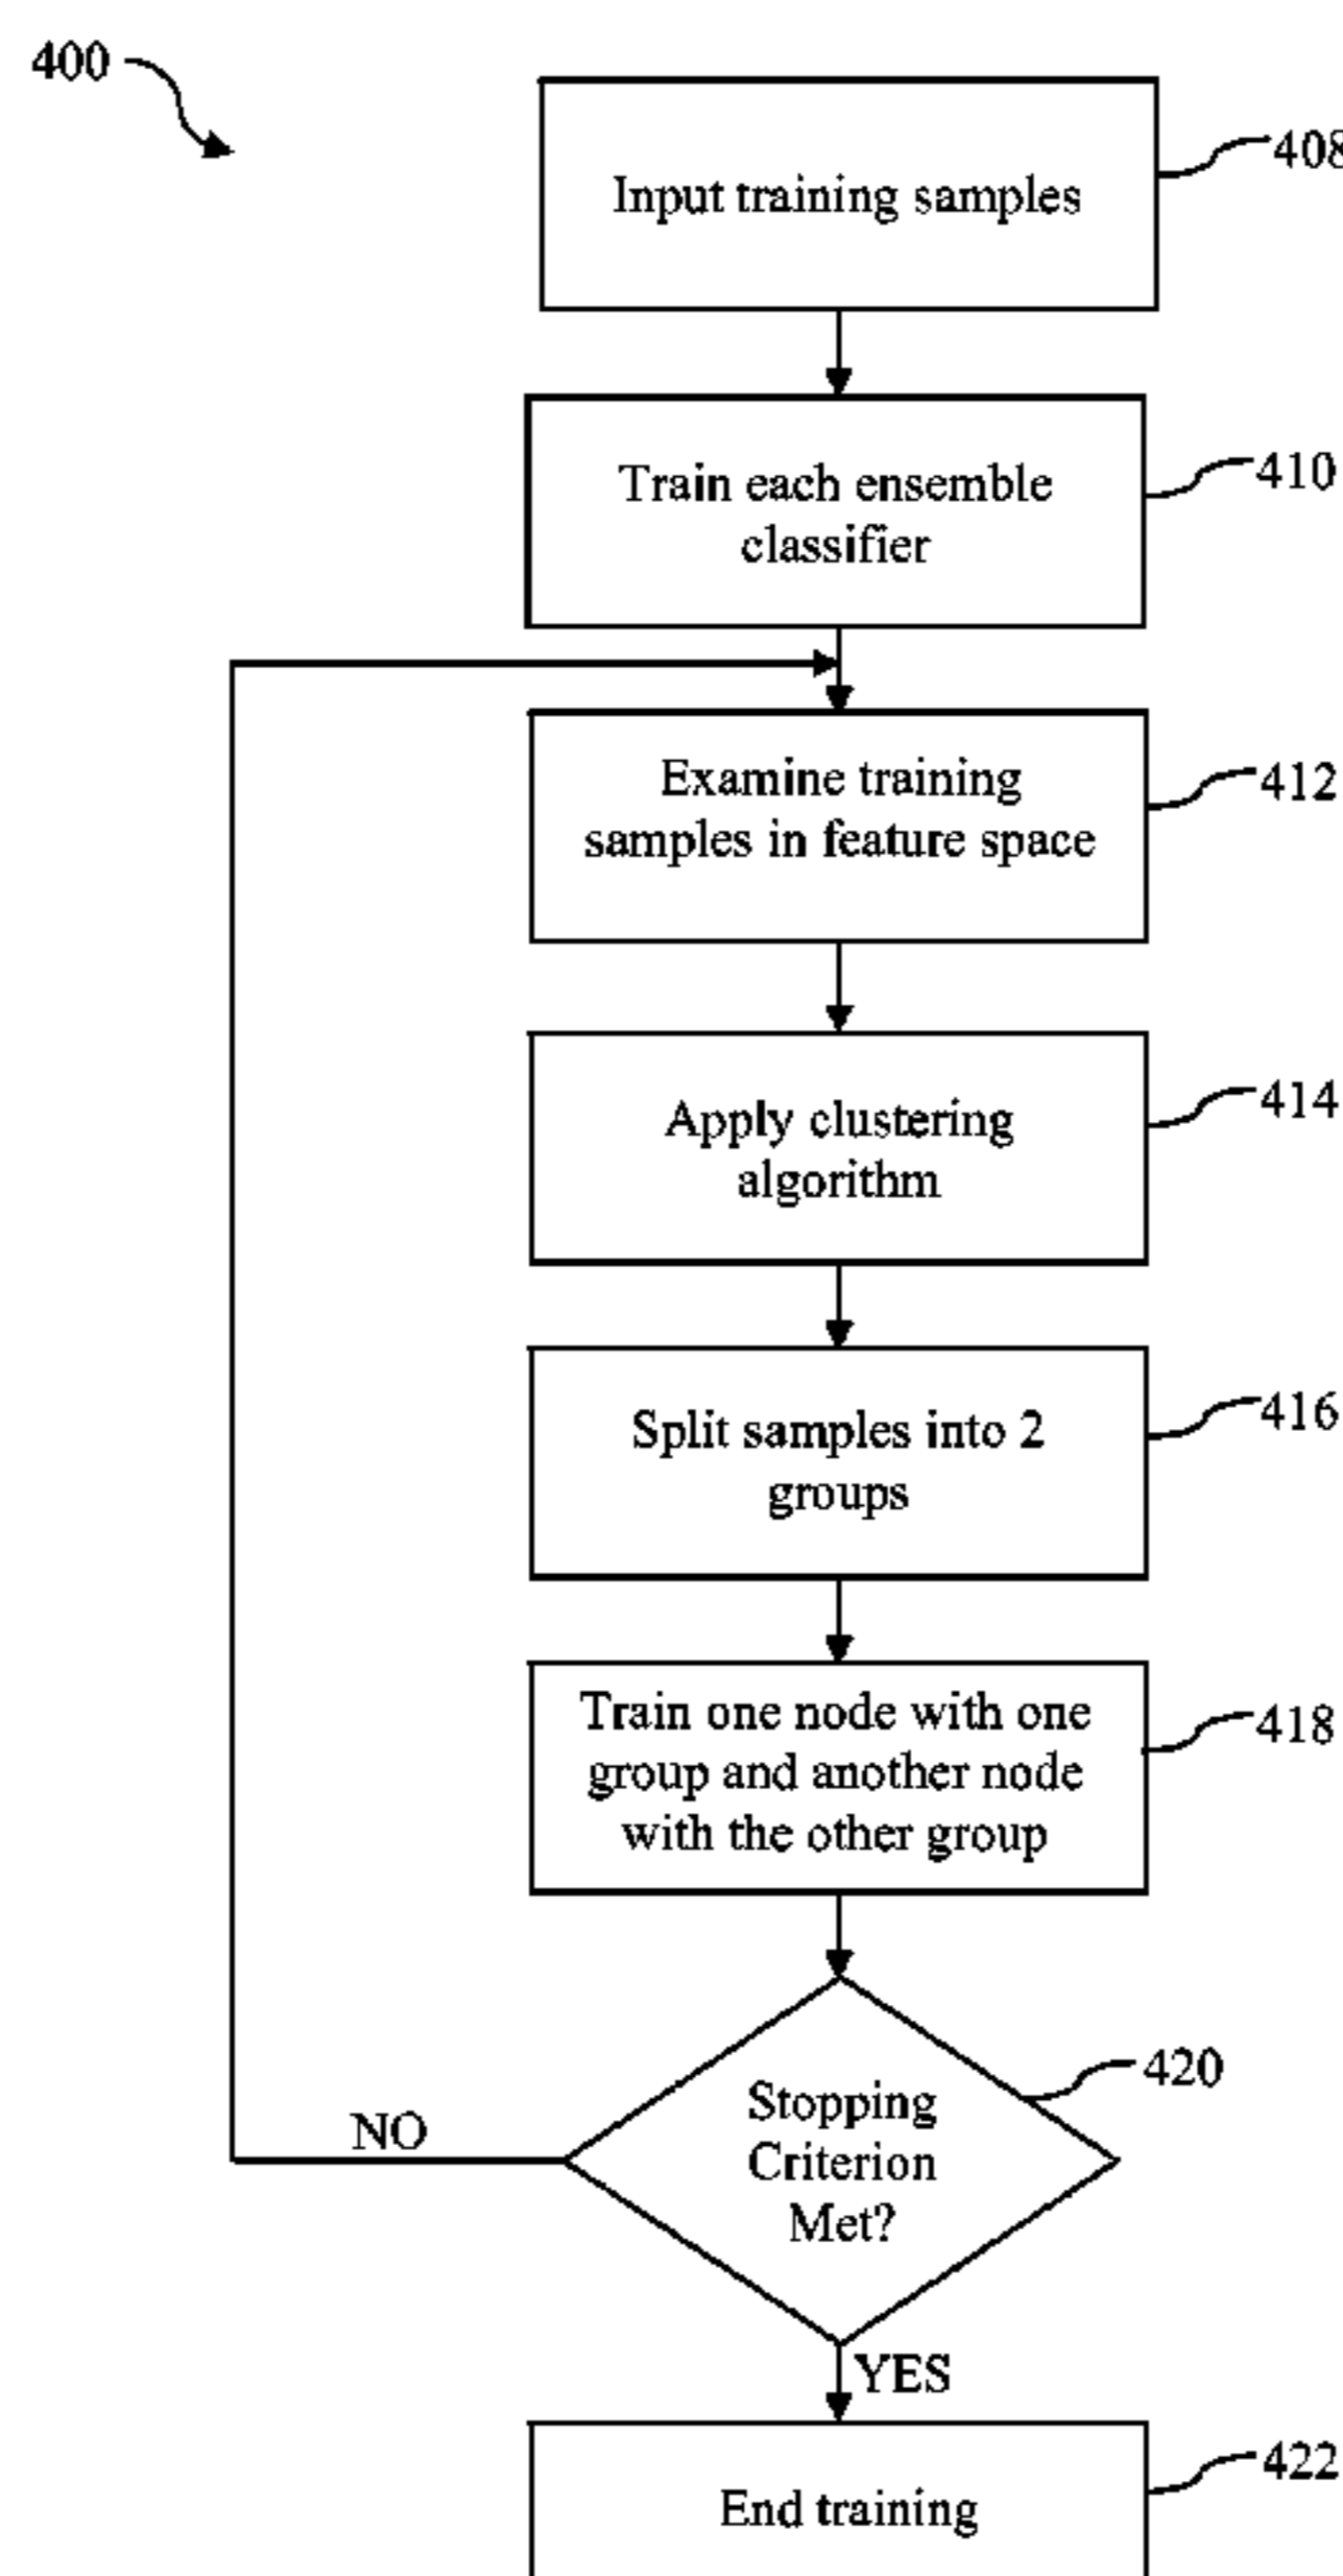 400
408
Input training samples
410
Train each ensemble
classifier
412
Examine training
samples in feature space
414
Apply clustering
algorithm
416
Split samples into 2
groups
418
Train one node with one
group and another node
with the other group
420
Stopping
Criterion
Met?
NO
YES
422
End training